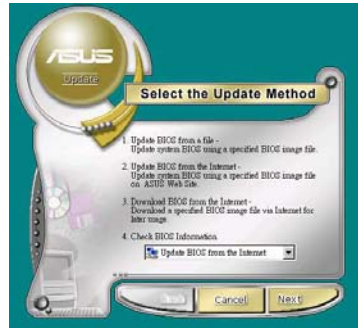 ASUS
Update
Select the Update Method
1. Update BIOS from a file -
Update system BIOS using a specified BIOS image file.
2. Update BIOS from the Internet -
Update system BIOS using a specified BIOS image file
on ASUS Web Site.
3. Download BIOS from the Internet -
Download a specified BIOS image file via Internet for
later usage.
4. Check BIOS Information
Update BIOS from the Internet
Cancel
Next